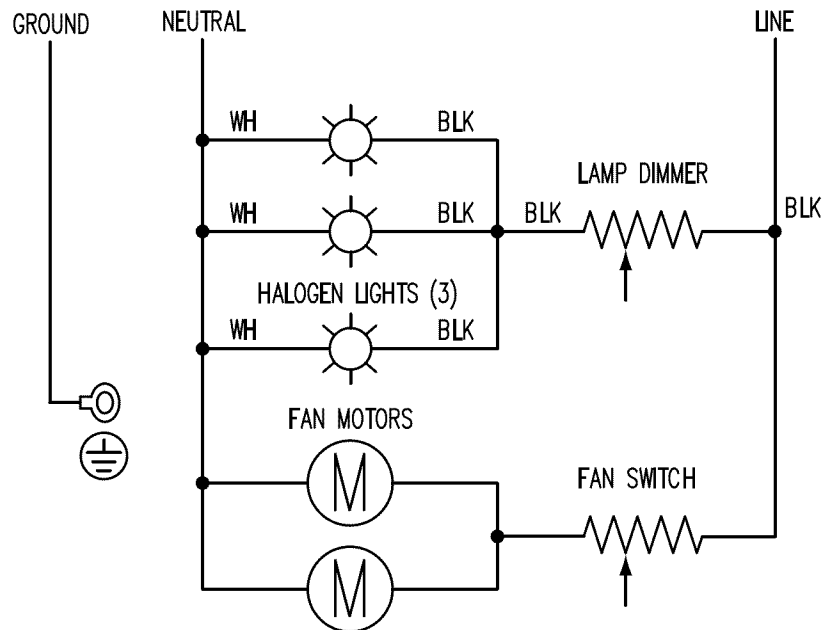 GROUND
NEUTRAL
LINE
WH
BLK
LAMP DIMMER
WH
BLK
BLK
BLK
HALOGEN LIGHTS (3)
WH
BLK
FAN MOTORS
M
FAN SWITCH
M